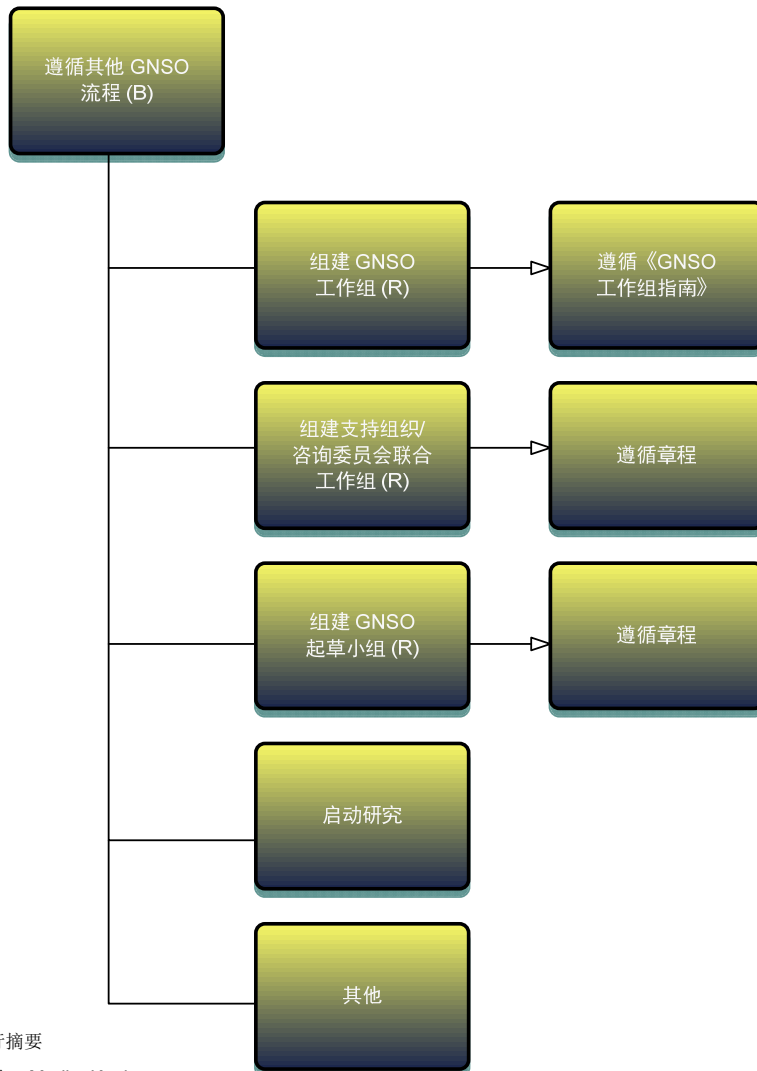 遵循其他 GNSO
流程 (B)
组建 GNSO
工作组 (R)
遵循《GNSO
工作组指南》
组建支持组织/
咨询委员会联合
工作组 (R)
遵循章程
组建 GNSO
起草小组 (R)
遵循章程
启动研究
其他
摘要